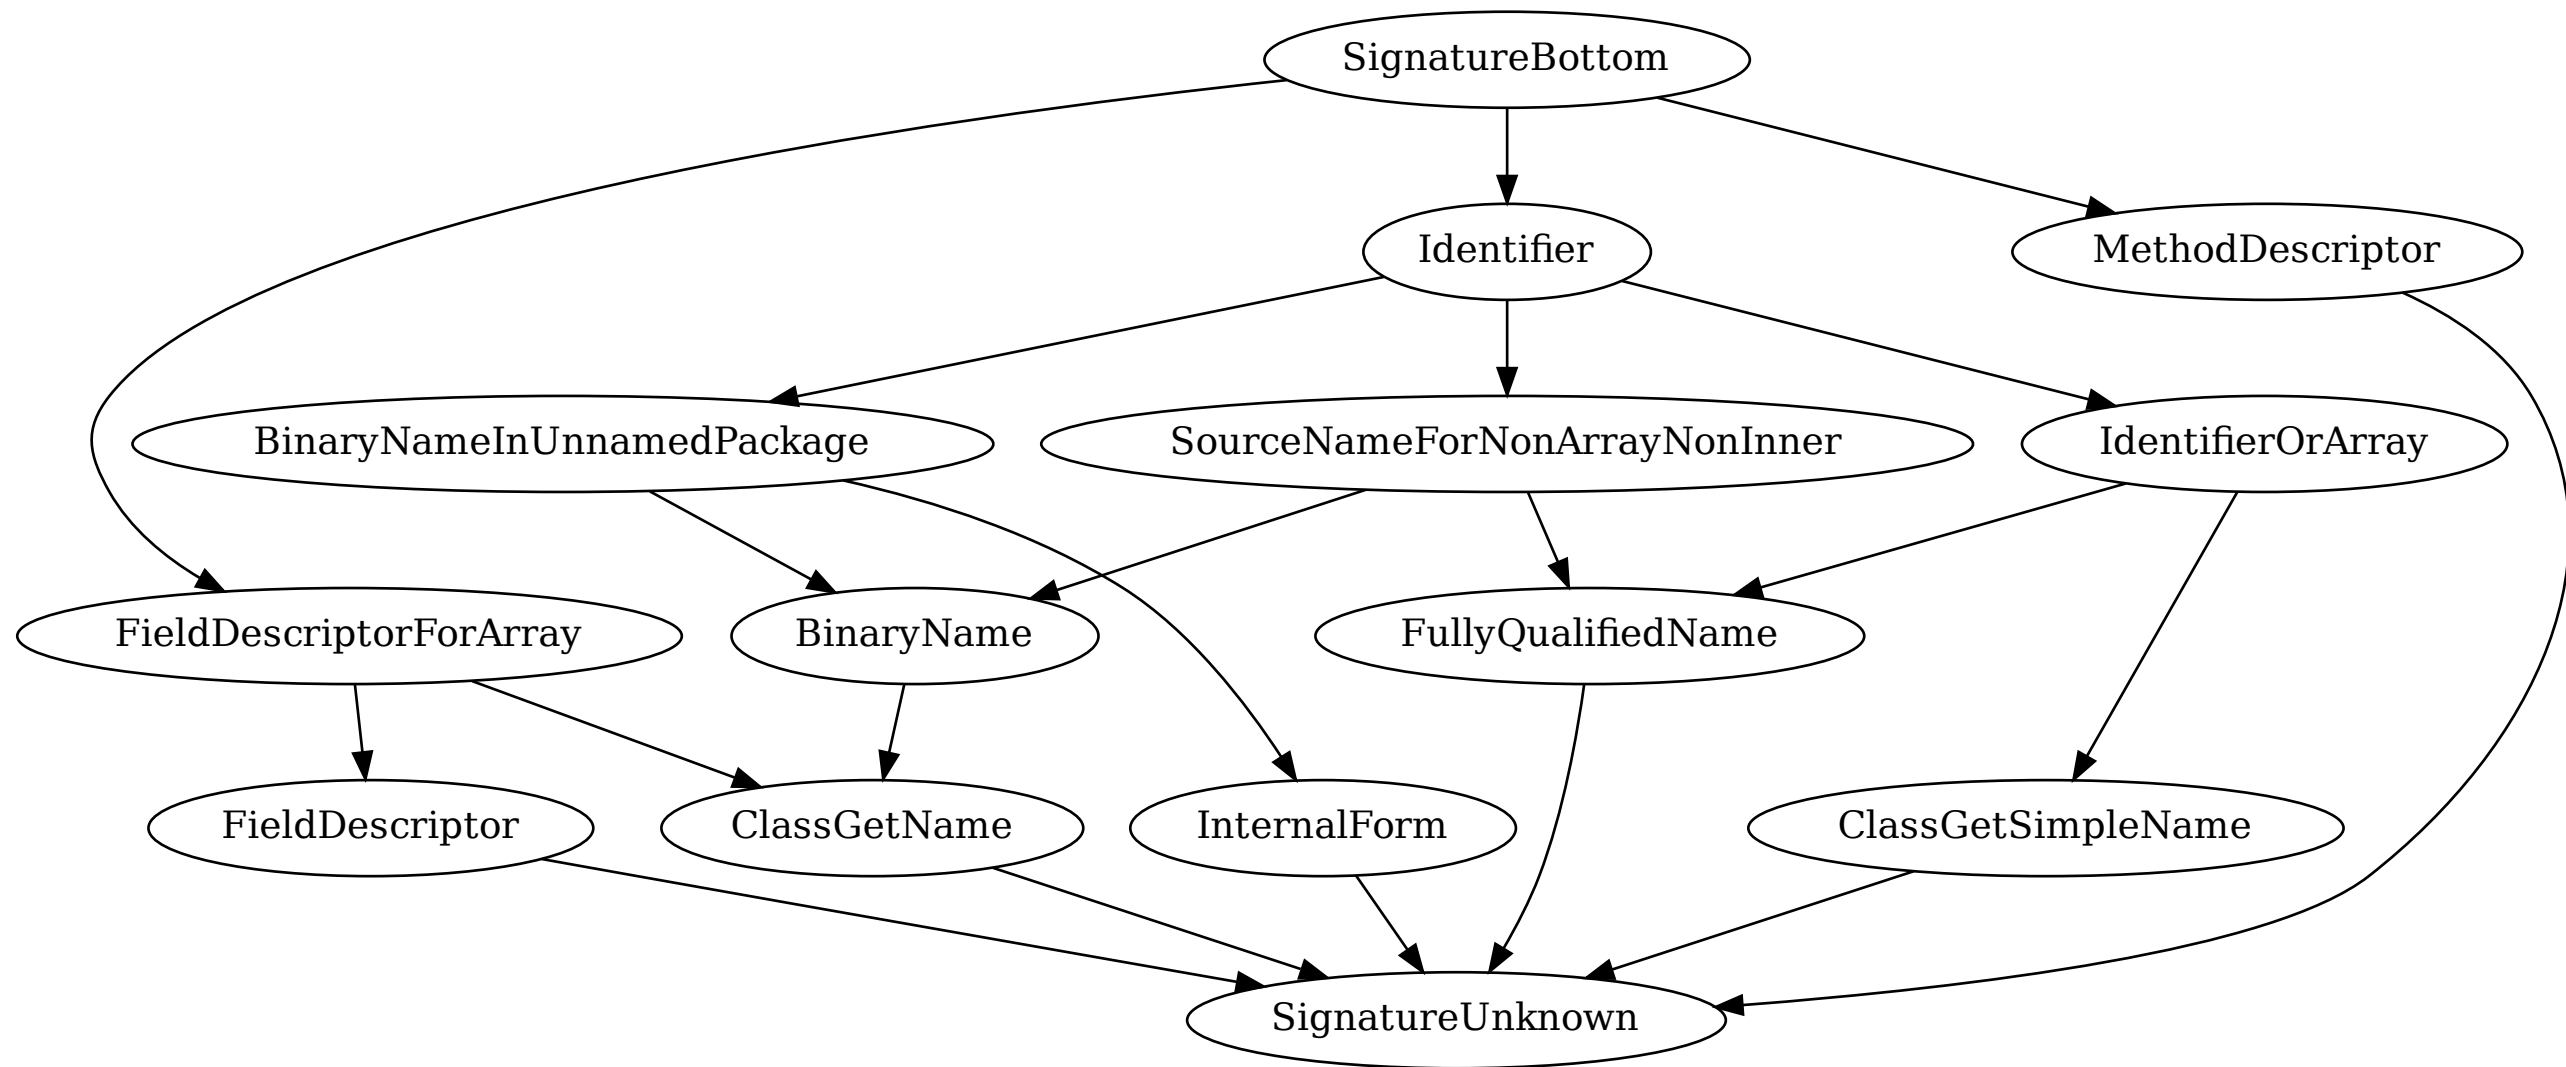 SignatureBottom
Identifier
MethodDescriptor
BinaryNameInUnnamedPackage
SourceNameForNonArrayNonInner
IdentifierOrArray
FieldDescriptorForArray
BinaryName
FullyQualifiedName
FieldDescriptor
ClassGetName
InternalForm
ClassGetSimpleName
SignatureUnknown